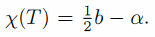 χ(T) = ½b − α.